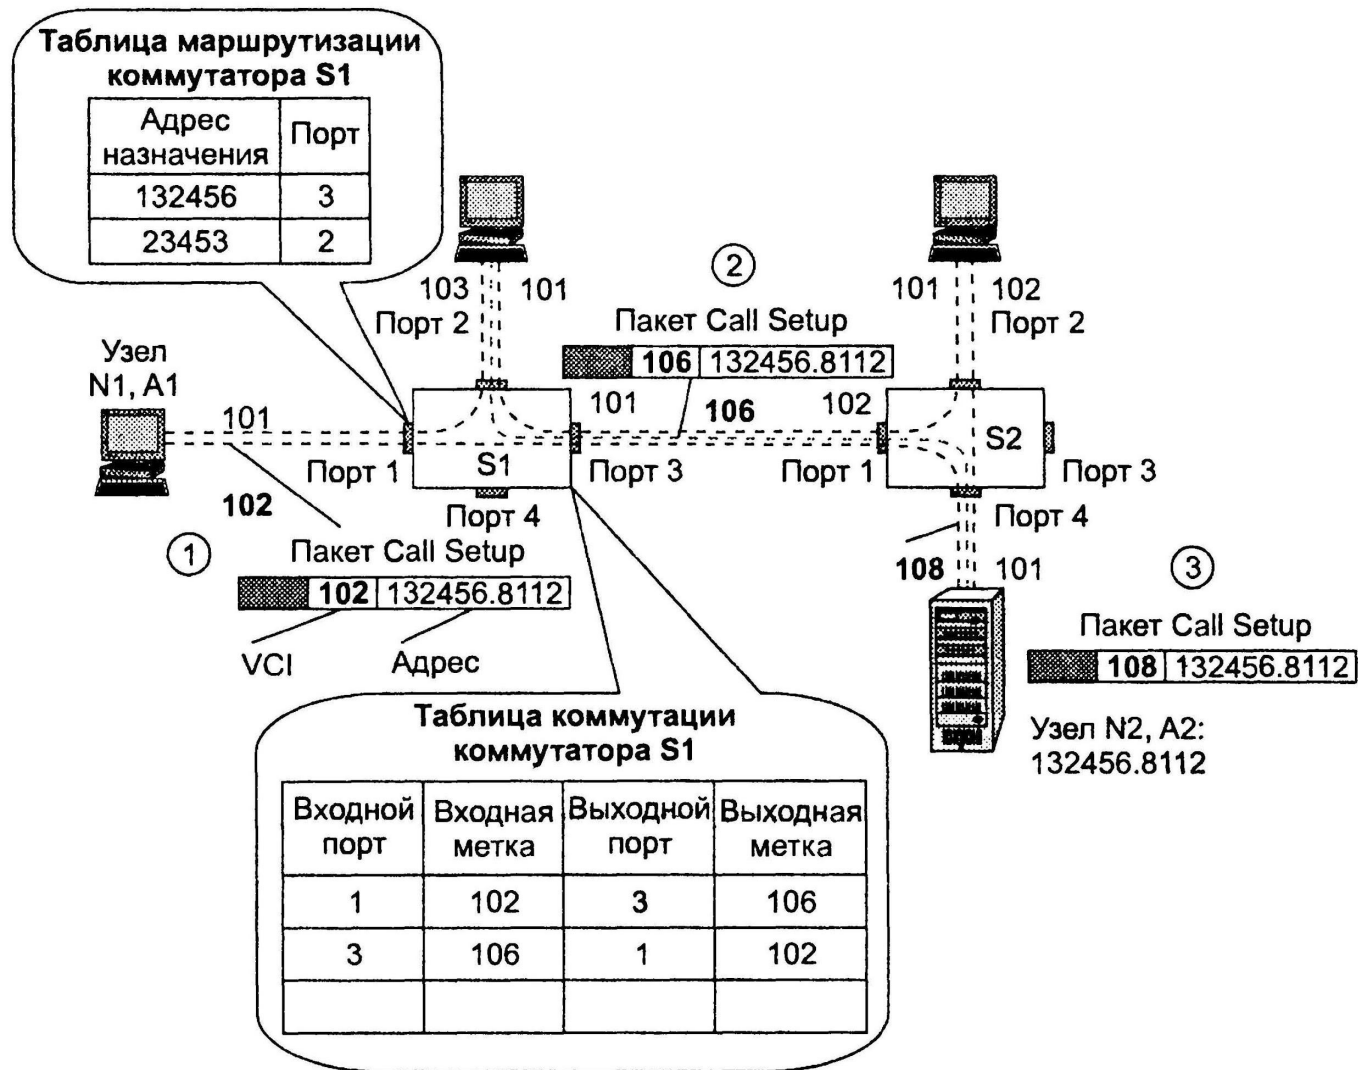 Таблица маршрутизации
коммутатора S1
Адрес назначения Порт
132456 3
23453 2
103 101
Порт 2
2
Пакет Call Setup
106 132456.8112
101 102
Порт 2
Узел
N1, A1
101
102
Порт 1
S1
Порт 4
101 106 102
Порт 3
Порт 1
S2
Порт 3
Порт 4
1
Пакет Call Setup
102 132456.8112
VCI Адрес
108 101
3
Пакет Call Setup
108 132456.8112
Узел N2, A2:
132456.8112
Таблица коммутации
коммутатора S1
Входной порт Входная метка Выходной порт Выходная метка
1 102 3 106
3 106 1 102